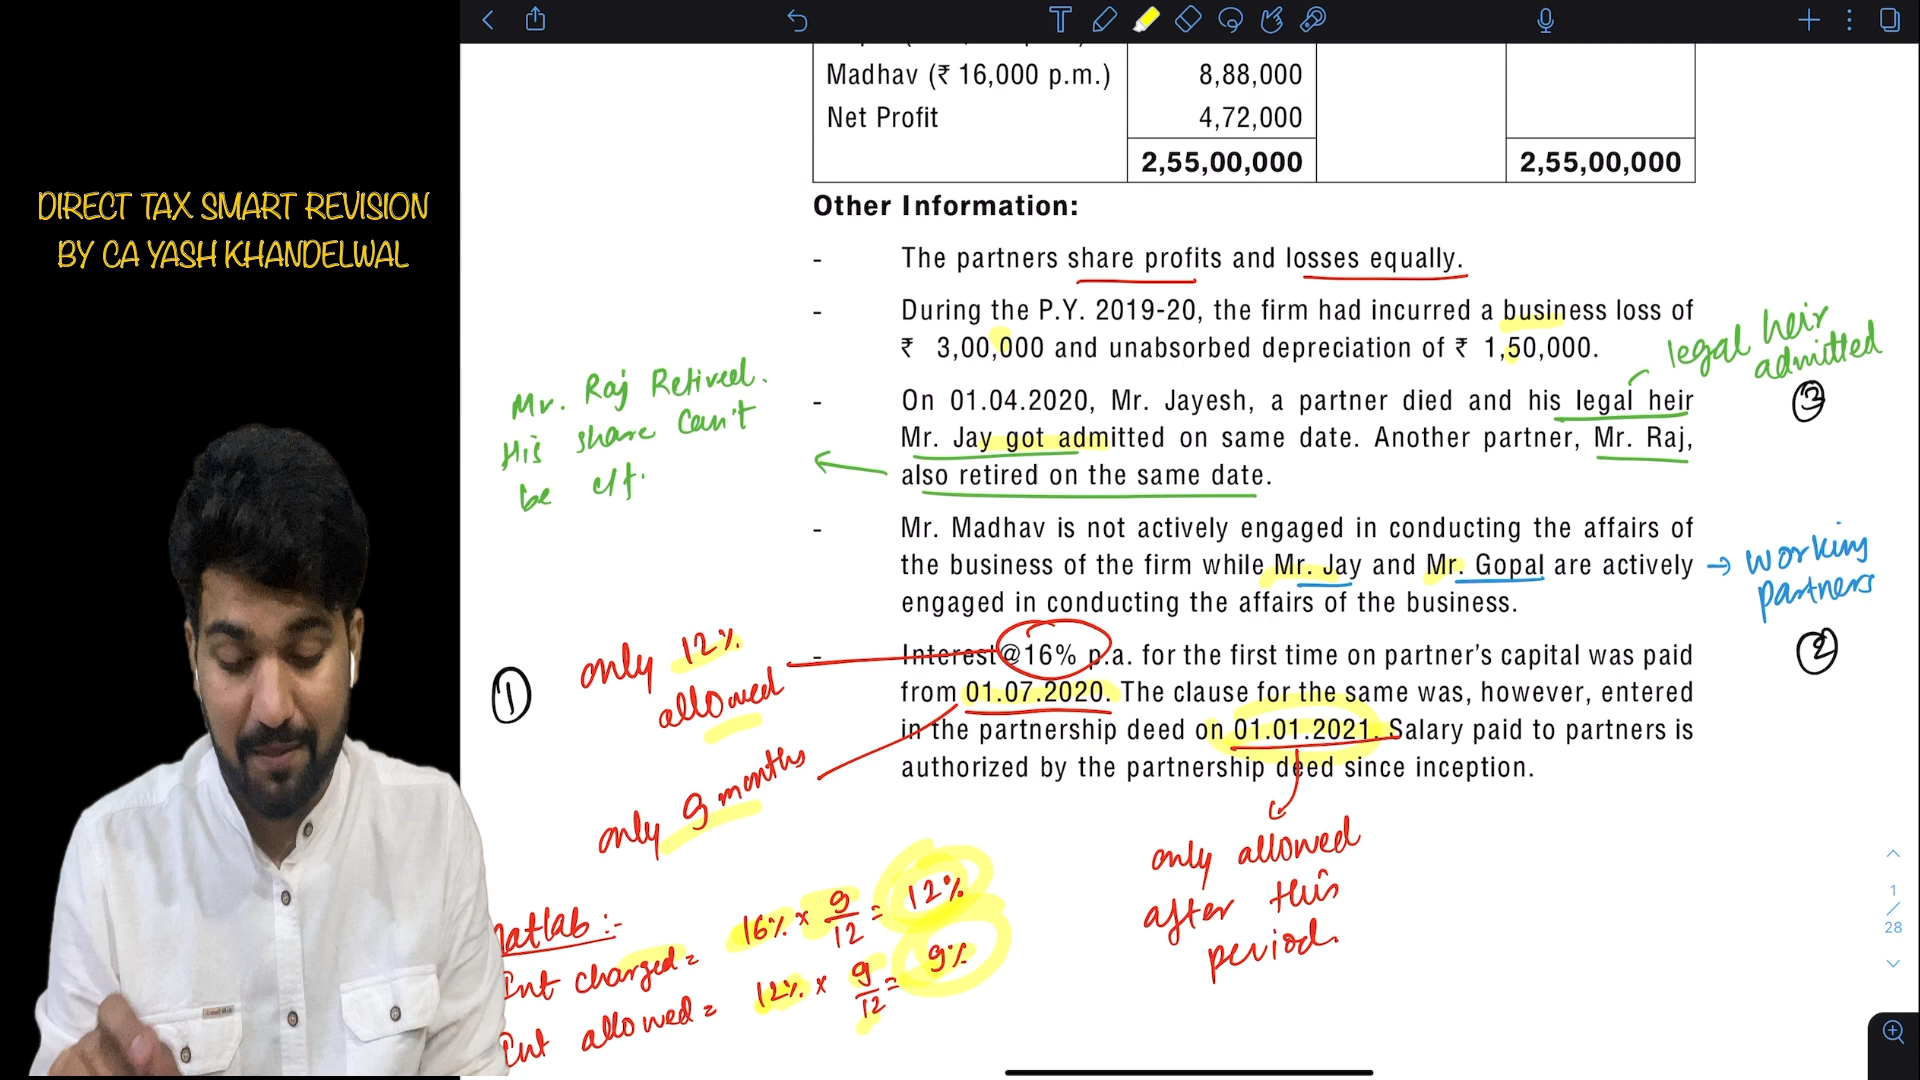 DIRECT TAX SMART REVISION
BY CA YASH KHANDELWAL
Madhav (₹ 16,000 p.m.) 8,88,000
Net Profit 4,72,000
2,55,00,000 2,55,00,000
Other Information:
- The partners share profits and losses equally.
- During the P.Y. 2019-20, the firm had incurred a business loss of
₹ 3,00,000 and unabsorbed depreciation of ₹ 1,50,000.
legal heir
admitted
③
Mr. Raj Retired.
His share can't
be c/f.
- On 01.04.2020, Mr. Jayesh, a partner died and his legal heir
Mr. Jay got admitted on same date. Another partner, Mr. Raj,
also retired on the same date.
- Mr. Madhav is not actively engaged in conducting the affairs of
the business of the firm while Mr. Jay and Mr. Gopal are actively
engaged in conducting the affairs of the business.
→ working
partners
②
- Interest @16% p.a. for the first time on partner's capital was paid
from 01.07.2020. The clause for the same was, however, entered
in the partnership deed on 01.01.2021. Salary paid to partners is
authorized by the partnership deed since inception.
① only 12%
allowed
only 9 months
only allowed
after this
period.
Matlab :-
Int charged = 16% × 9/12 = 12%
Int allowed = 12% × 9/12 = 9%
1
/
28